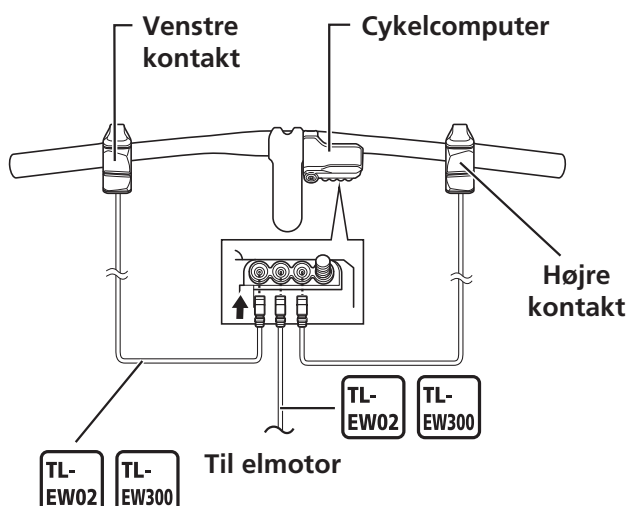 Venstre
kontakt
Cykelcomputer
Højre
kontakt
TL-
EW02
TL-
EW300
Til elmotor
TL-
EW02
TL-
EW300